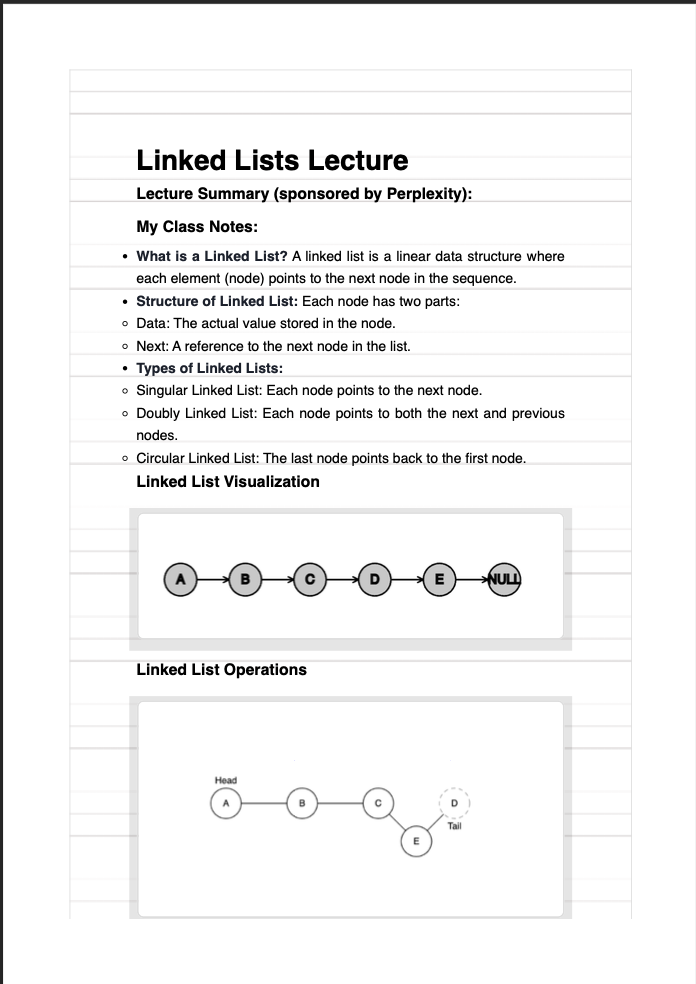 Linked Lists Lecture
Lecture Summary (sponsored by Perplexity):
My Class Notes:
• What is a Linked List? A linked list is a linear data structure where
each element (node) points to the next node in the sequence.
• Structure of Linked List: Each node has two parts:
○ Data: The actual value stored in the node.
○ Next: A reference to the next node in the list.
• Types of Linked Lists:
○ Singular Linked List: Each node points to the next node.
○ Doubly Linked List: Each node points to both the next and previous
nodes.
○ Circular Linked List: The last node points back to the first node.
Linked List Visualization
A B C D E NULL
Linked List Operations
Head
A B C D
Tail
E